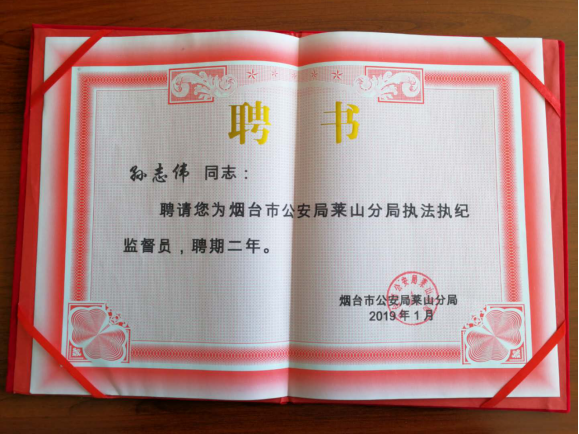 聘书
孙志伟 同志：
聘请您为烟台市公安局莱山分局执法执纪
监督员，聘期二年。
烟台市公安局莱山分局
2019年1月